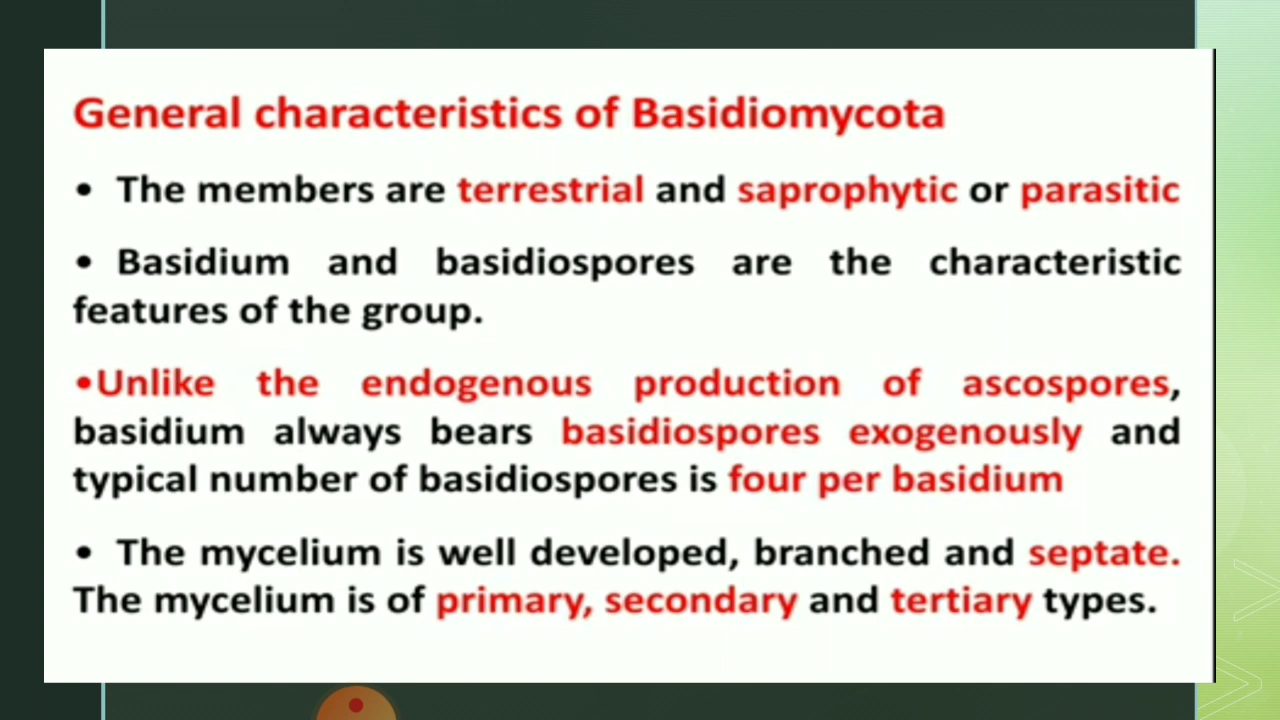 General characteristics of Basidiomycota
• The members are terrestrial and saprophytic or parasitic
• Basidium and basidiospores are the characteristic
features of the group.
•Unlike the endogenous production of ascospores,
basidium always bears basidiospores exogenously and
typical number of basidiospores is four per basidium
• The mycelium is well developed, branched and septate.
The mycelium is of primary, secondary and tertiary types.